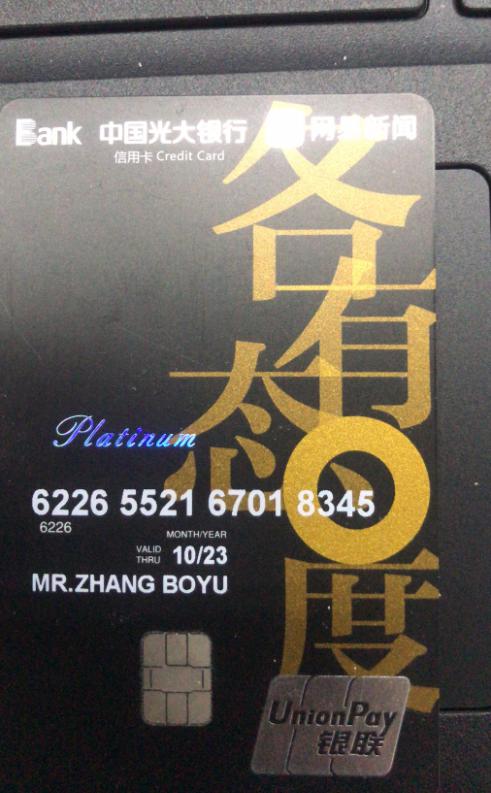 Bank 中国光大银行 网易新闻
信用卡 Credit Card
各
有
态
度
Platinum
6226 5521 6701 8345
6226
MONTH/YEAR
VALID THRU 10/23
MR.ZHANG BOYU
UnionPay
银联